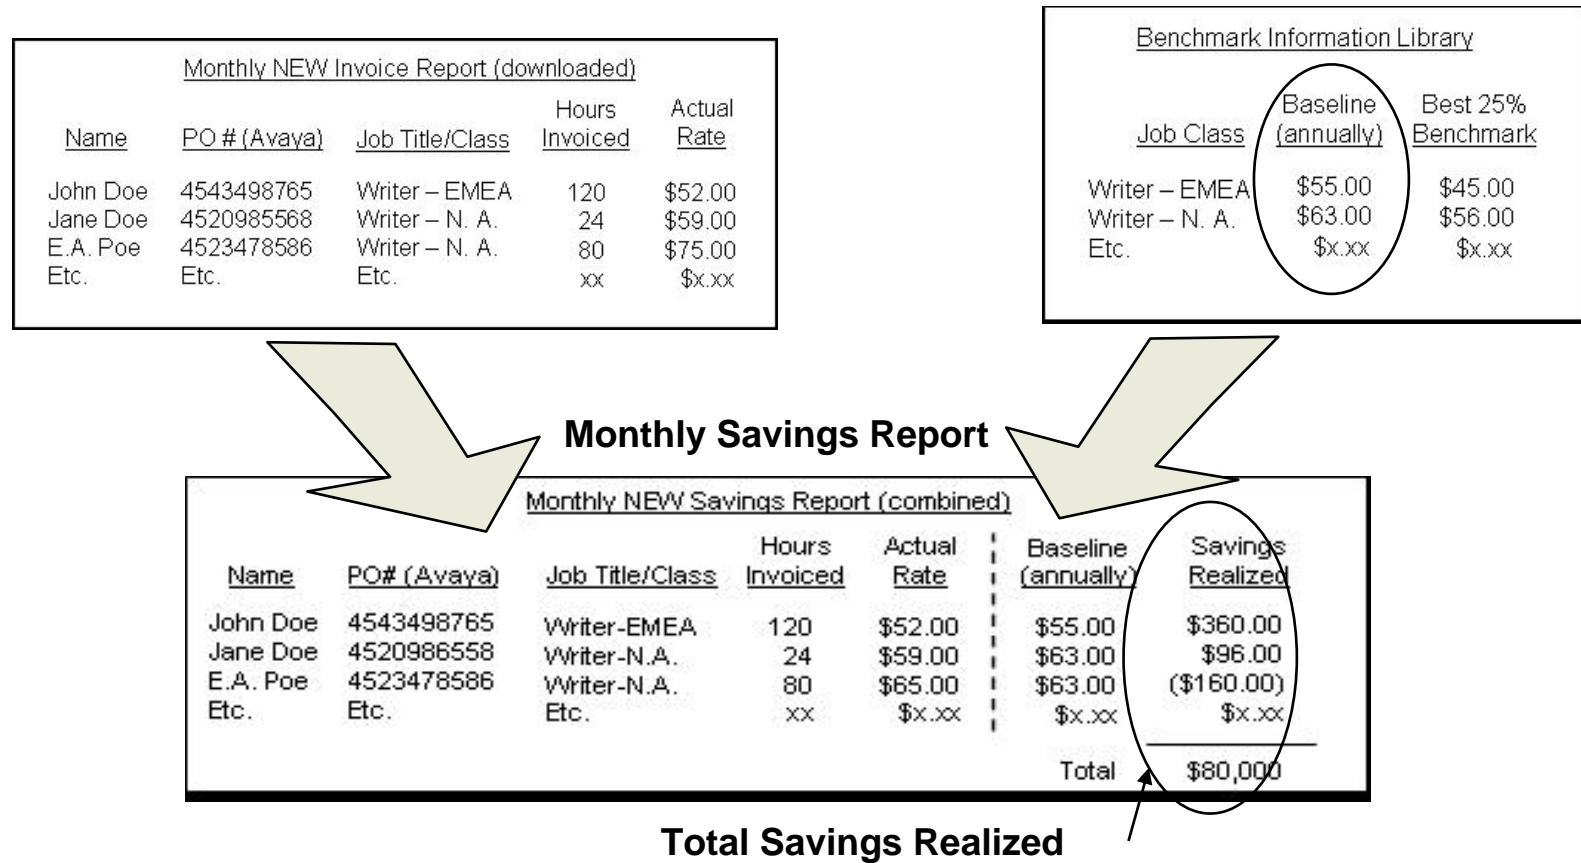 Monthly NEW Invoice Report (downloaded)
Hours Actual
Name PO # (Avaya) Job Title/Class Invoiced Rate
John Doe 4543498765 Writer – EMEA 120 $52.00
Jane Doe 4520985568 Writer – N. A. 24 $59.00
E.A. Poe 4523478586 Writer – N. A. 80 $75.00
Etc. Etc. Etc. xx $x.xx
Benchmark Information Library
Baseline Best 25%
Job Class (annually) Benchmark
Writer – EMEA $55.00 $45.00
Writer – N. A. $63.00 $56.00
Etc. $x.xx $x.xx
Monthly Savings Report
Monthly NEW Savings Report (combined)
Hours Actual Baseline Savings
Name PO# (Avaya) Job Title/Class Invoiced Rate (annually) Realized
John Doe 4543498765 Writer-EMEA 120 $52.00 $55.00 $360.00
Jane Doe 4520986558 Writer-N.A. 24 $59.00 $63.00 $96.00
E.A. Poe 4523478586 Writer-N.A. 80 $65.00 $63.00 ($160.00)
Etc. Etc. Etc. xx $x.xx $x.xx $x.xx
Total $80,000
Total Savings Realized